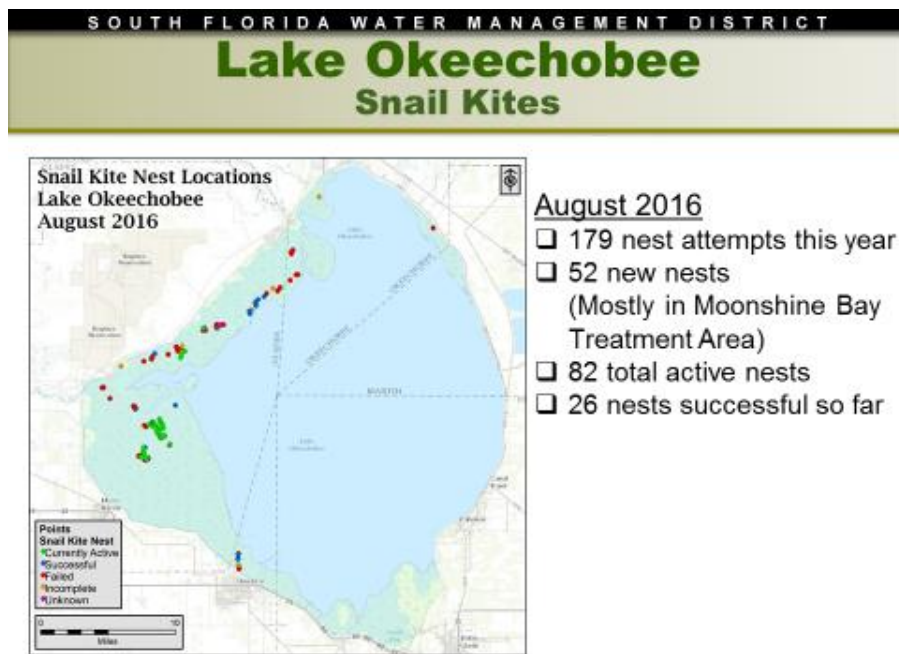 SOUTH FLORIDA WATER MANAGEMENT DISTRICT
Lake Okeechobee
Snail Kites
Snail Kite Nest Locations
Lake Okeechobee
August 2016
August 2016
❑ 179 nest attempts this year
❑ 52 new nests
(Mostly in Moonshine Bay
Treatment Area)
❑ 82 total active nests
❑ 26 nests successful so far
Points
Snail Kite Nest
Currently Active
Successful
Failed
Incomplete
Unknown
0 10
Miles